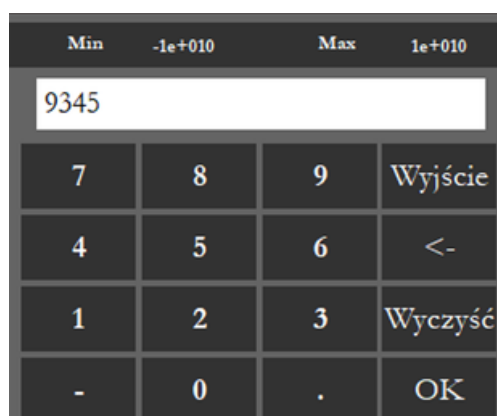 Min -1e+010 Max 1e+010
9345
7 8 9 Wyjście
4 5 6 <-
1 2 3 Wyczyść
- 0 . OK